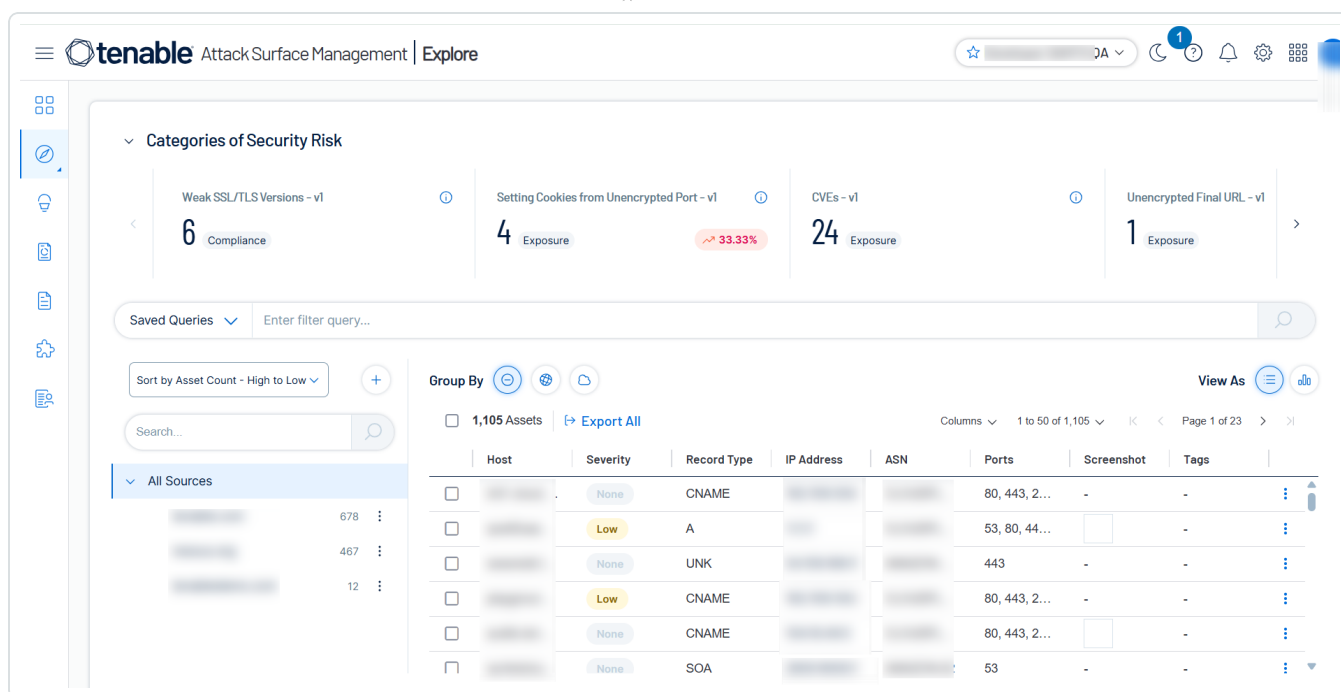 tenable Attack Surface Management | Explore
QA
1
Categories of Security Risk
Weak SSL/TLS Versions - v1
6 Compliance
Setting Cookies from Unencrypted Port - v1
4 Exposure
33.33%
CVEs - v1
24 Exposure
Unencrypted Final URL - v1
1 Exposure
Saved Queries
Enter filter query...
Sort by Asset Count - High to Low
+
Search...
All Sources
678
467
12
Group By
View As
1,105 Assets
Export All
Columns
1 to 50 of 1,105
Page 1 of 23
Host Severity Record Type IP Address ASN Ports Screenshot Tags
. None CNAME 80, 443, 2... - -
Low A 53, 80, 44... -
None UNK 443 - -
Low CNAME 80, 443, 2... - -
None CNAME 80, 443, 2... -
None SOA 53 - -